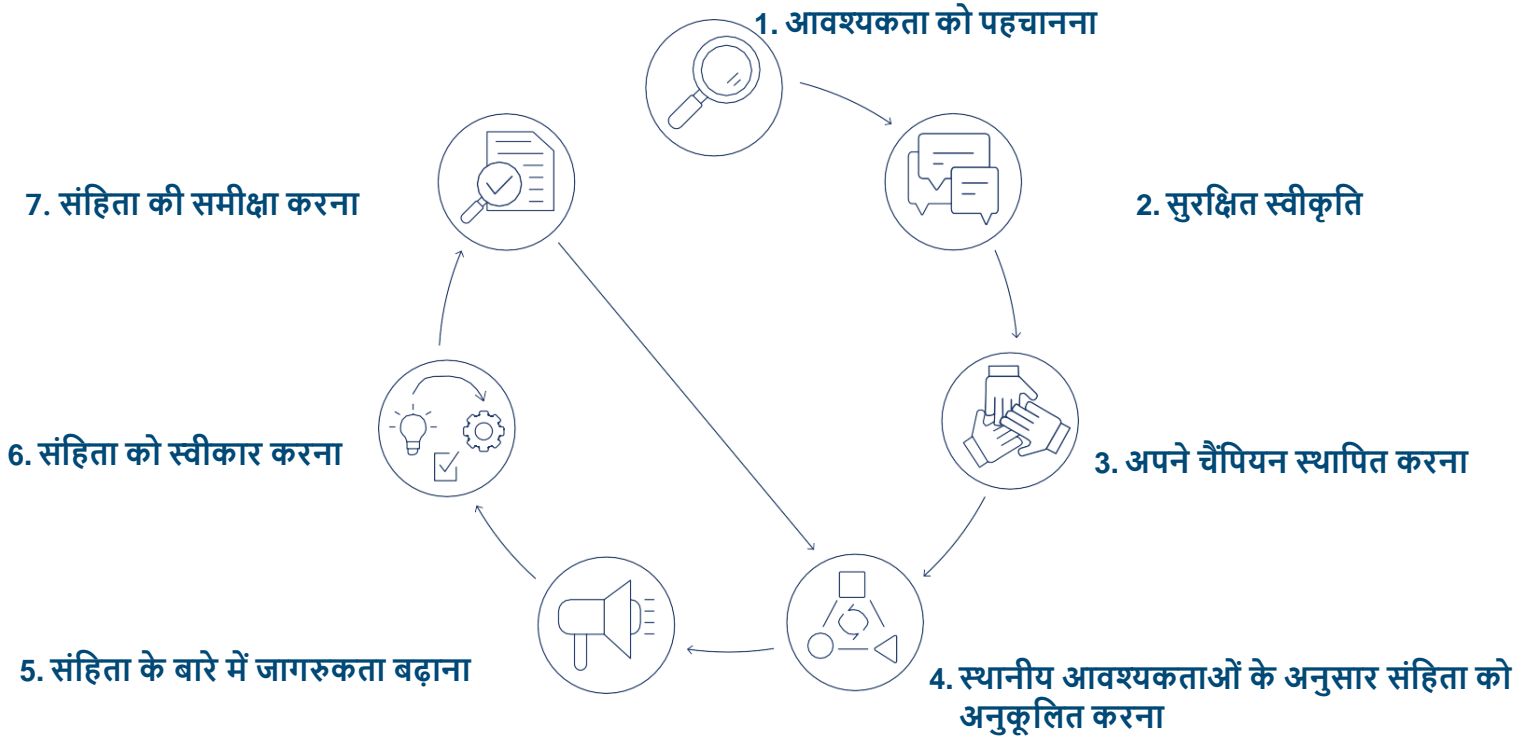 1. आवश्यकता को पहचानना
2. सुरक्षित स्वीकृति
3. अपने चैंपियन स्थापित करना
4. स्थानीय आवश्यकताओं के अनुसार संहिता को
अनुकूलित करना
5. संहिता के बारे में जागरुकता बढ़ाना
6. संहिता को स्वीकार करना
7. संहिता की समीक्षा करना